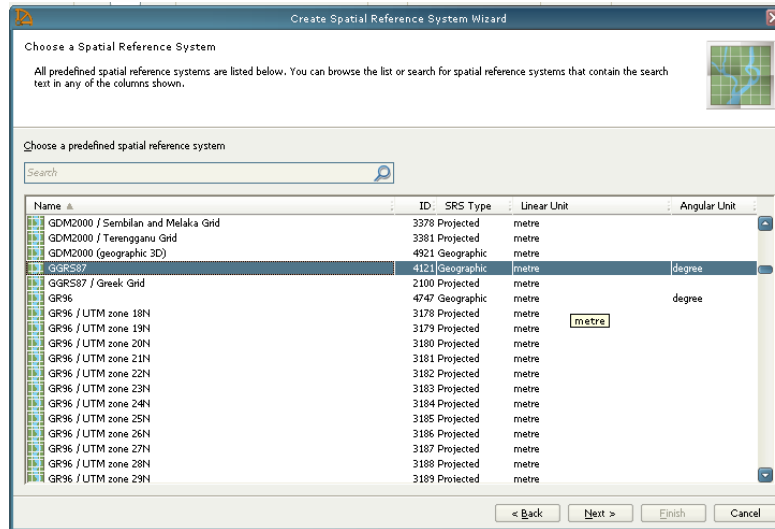 Create Spatial Reference System Wizard
Choose a Spatial Reference System
All predefined spatial reference systems are listed below. You can browse the list or search for spatial reference systems that contain the search
text in any of the columns shown.
Choose a predefined spatial reference system
Search
Name ID SRS Type Linear Unit Angular Unit
GDM2000 / Sembilan and Melaka Grid 3378 Projected metre
GDM2000 / Terengganu Grid 3381 Projected metre
GDM2000 (geographic 3D) 4921 Geographic metre
GGRS87 4121 Geographic metre degree
GGRS87 / Greek Grid 2100 Projected metre
GR96 4747 Geographic metre degree
GR96 / UTM zone 18N 3178 Projected metre
metre
GR96 / UTM zone 19N 3179 Projected metre
GR96 / UTM zone 20N 3180 Projected metre
GR96 / UTM zone 21N 3181 Projected metre
GR96 / UTM zone 22N 3182 Projected metre
GR96 / UTM zone 23N 3183 Projected metre
GR96 / UTM zone 24N 3184 Projected metre
GR96 / UTM zone 25N 3185 Projected metre
GR96 / UTM zone 26N 3186 Projected metre
GR96 / UTM zone 27N 3187 Projected metre
GR96 / UTM zone 28N 3188 Projected metre
GR96 / UTM zone 29N 3189 Projected metre
< Back Next > Finish Cancel